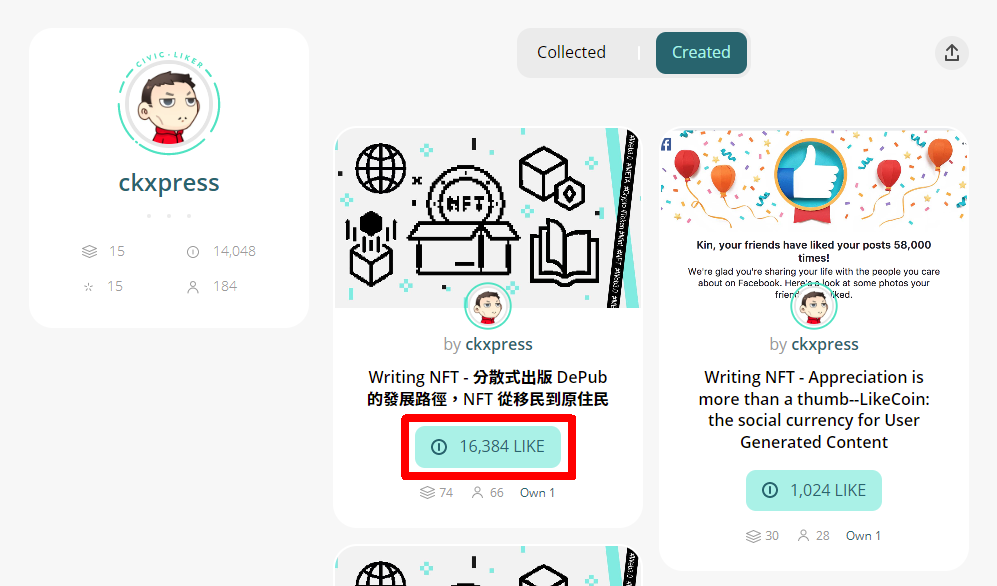 CIVIC · LIKER
ckxpress
15
14,048
15
184
Collected
Created
NFT
by ckxpress
Writing NFT - 分散式出版 DePub
的發展路徑，NFT 從移民到原住民
16,384 LIKE
74
66
Own 1
Kin, your friends have liked your posts 58,000
times!
We're glad you're sharing your life with the people you care
about on Facebook. Here's a look at some photos your
liked.
by ckxpress
Writing NFT - Appreciation is
more than a thumb--LikeCoin:
the social currency for User
Generated Content
1,024 LIKE
30
28
Own 1